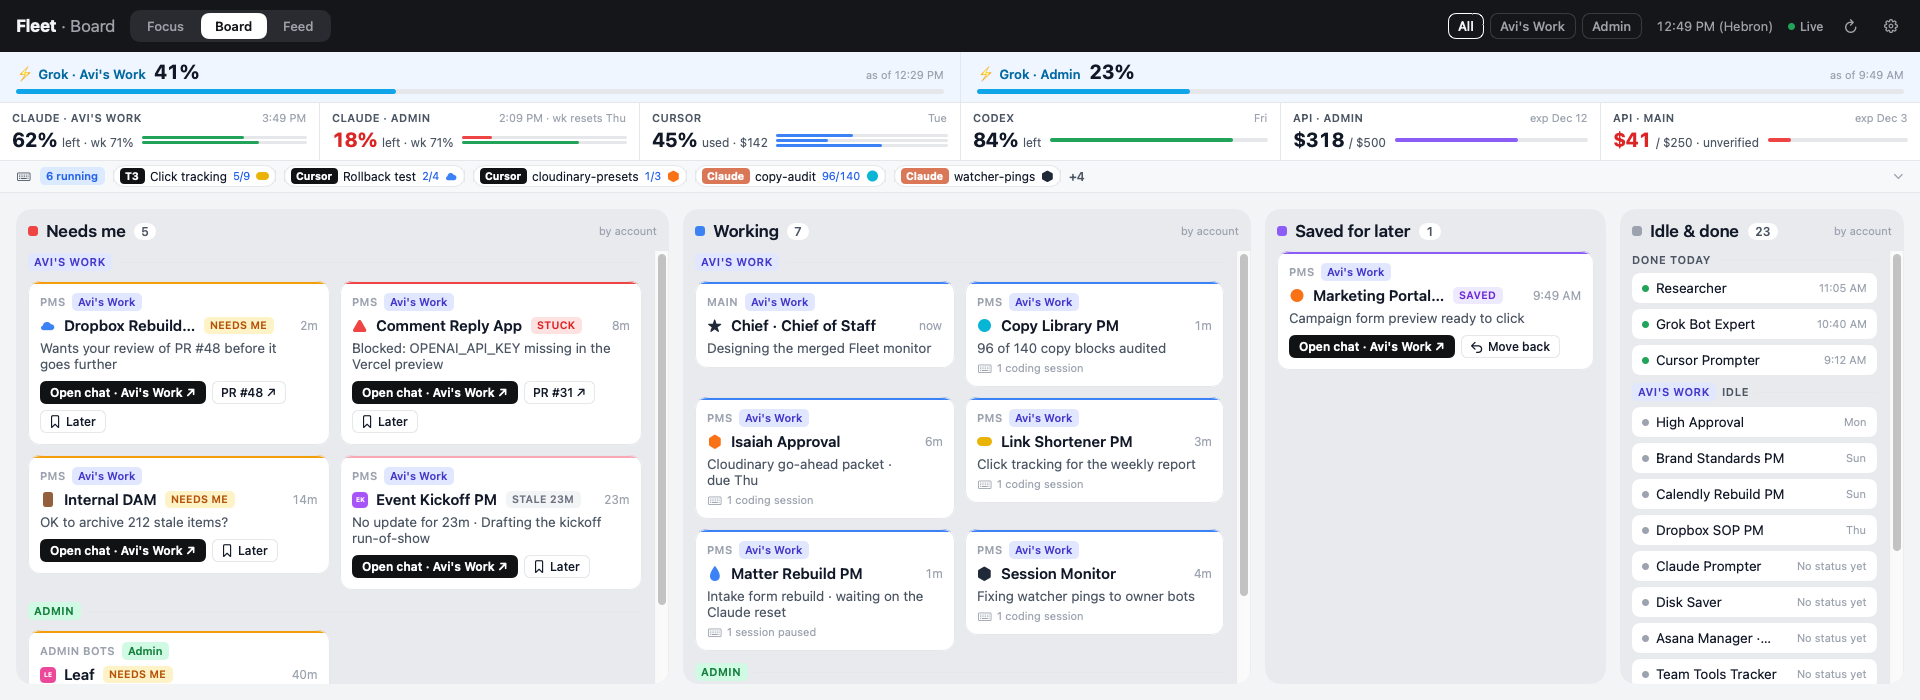 Fleet · Board
Focus
Board
Feed
All
Avi's Work
Admin
12:49 PM (Hebron)
Live
Grok · Avi's Work 41%
as of 12:29 PM
Grok · Admin 23%
as of 9:49 AM
CLAUDE · AVI'S WORK
3:49 PM
62% left · wk 71%
CLAUDE · ADMIN
2:09 PM · wk resets Thu
18% left · wk 71%
CURSOR
Tue
45% used · $142
CODEX
Fri
84% left
API · ADMIN
exp Dec 12
$318 / $500
API · MAIN
exp Dec 3
$41 / $250 · unverified
6 running
T3 Click tracking 5/9
Cursor Rollback test 2/4
Cursor cloudinary-presets 1/3
Claude copy-audit 96/140
Claude watcher-pings
+4
Needs me 5
by account
AVI'S WORK
PMS Avi's Work
Dropbox Rebuild... NEEDS ME 2m
Wants your review of PR #48 before it
goes further
Open chat · Avi's Work ↗ PR #48 ↗
Later
PMS Avi's Work
Comment Reply App STUCK 8m
Blocked: OPENAI_API_KEY missing in the
Vercel preview
Open chat · Avi's Work ↗ PR #31 ↗
Later
PMS Avi's Work
Internal DAM NEEDS ME 14m
OK to archive 212 stale items?
Open chat · Avi's Work ↗ Later
PMS Avi's Work
EK Event Kickoff PM STALE 23M 23m
No update for 23m · Drafting the kickoff
run-of-show
Open chat · Avi's Work ↗ Later
ADMIN
ADMIN BOTS Admin
LE Leaf NEEDS ME 40m
Working 7
by account
AVI'S WORK
MAIN Avi's Work
Chief · Chief of Staff now
Designing the merged Fleet monitor
PMS Avi's Work
Copy Library PM 1m
96 of 140 copy blocks audited
1 coding session
PMS Avi's Work
Isaiah Approval 6m
Cloudinary go-ahead packet ·
due Thu
1 coding session
PMS Avi's Work
Link Shortener PM 3m
Click tracking for the weekly report
1 coding session
PMS Avi's Work
Matter Rebuild PM 1m
Intake form rebuild · waiting on the
Claude reset
1 session paused
PMS Avi's Work
Session Monitor 4m
Fixing watcher pings to owner bots
1 coding session
ADMIN
Saved for later 1
PMS Avi's Work
Marketing Portal... SAVED 9:49 AM
Campaign form preview ready to click
Open chat · Avi's Work ↗ Move back
Idle & done 23
by account
DONE TODAY
Researcher 11:05 AM
Grok Bot Expert 10:40 AM
Cursor Prompter 9:12 AM
AVI'S WORK IDLE
High Approval Mon
Brand Standards PM Sun
Calendly Rebuild PM Sun
Dropbox SOP PM Thu
Claude Prompter No status yet
Disk Saver No status yet
Asana Manager ·... No status yet
Team Tools Tracker No status yet